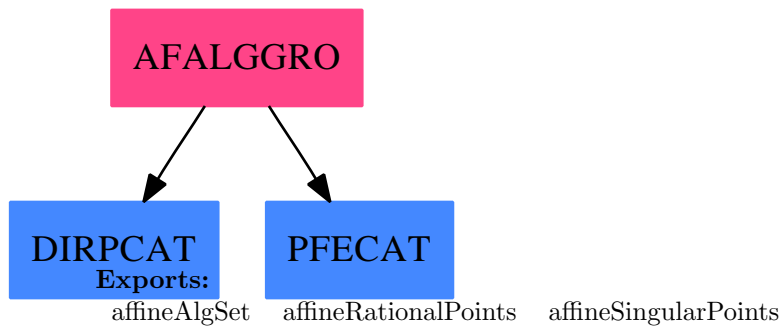 AFALGGRO
DIRPCAT PFECAT
Exports:
affineAlgSet affineRationalPoints affineSingularPoints